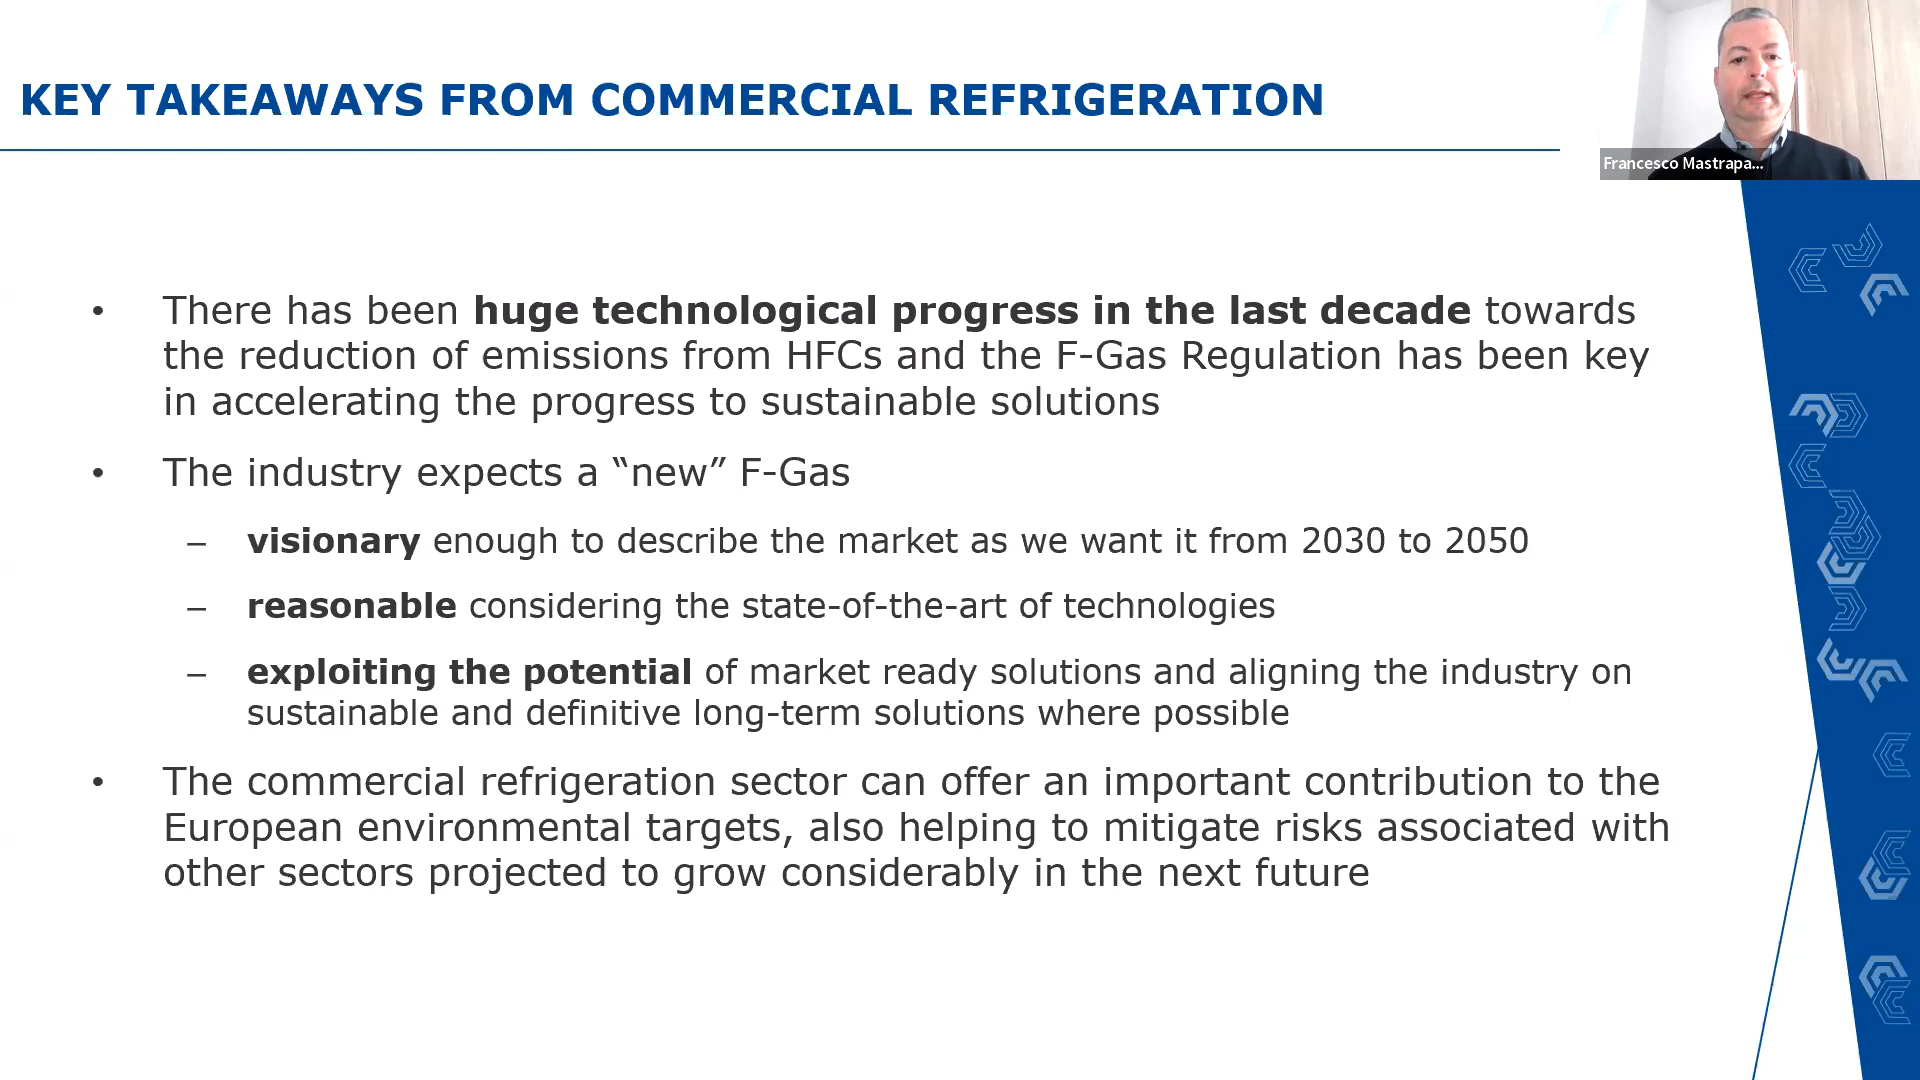 KEY TAKEAWAYS FROM COMMERCIAL REFRIGERATION
Francesco Mastrapa...
• There has been huge technological progress in the last decade towards
the reduction of emissions from HFCs and the F-Gas Regulation has been key
in accelerating the progress to sustainable solutions
• The industry expects a “new” F-Gas
– visionary enough to describe the market as we want it from 2030 to 2050
– reasonable considering the state-of-the-art of technologies
– exploiting the potential of market ready solutions and aligning the industry on
sustainable and definitive long-term solutions where possible
• The commercial refrigeration sector can offer an important contribution to the
European environmental targets, also helping to mitigate risks associated with
other sectors projected to grow considerably in the next future